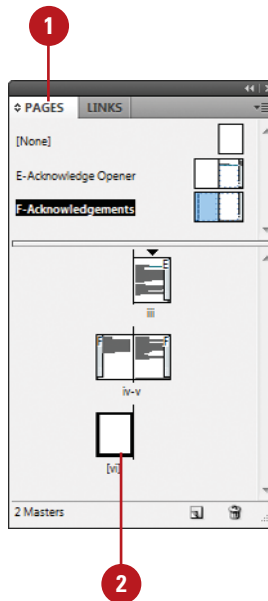 1
PAGES LINKS
[None]
E-Acknowledge Opener
E
F-Acknowledgements
E
iii
F F
iv-v
[vi]
2 Masters
2